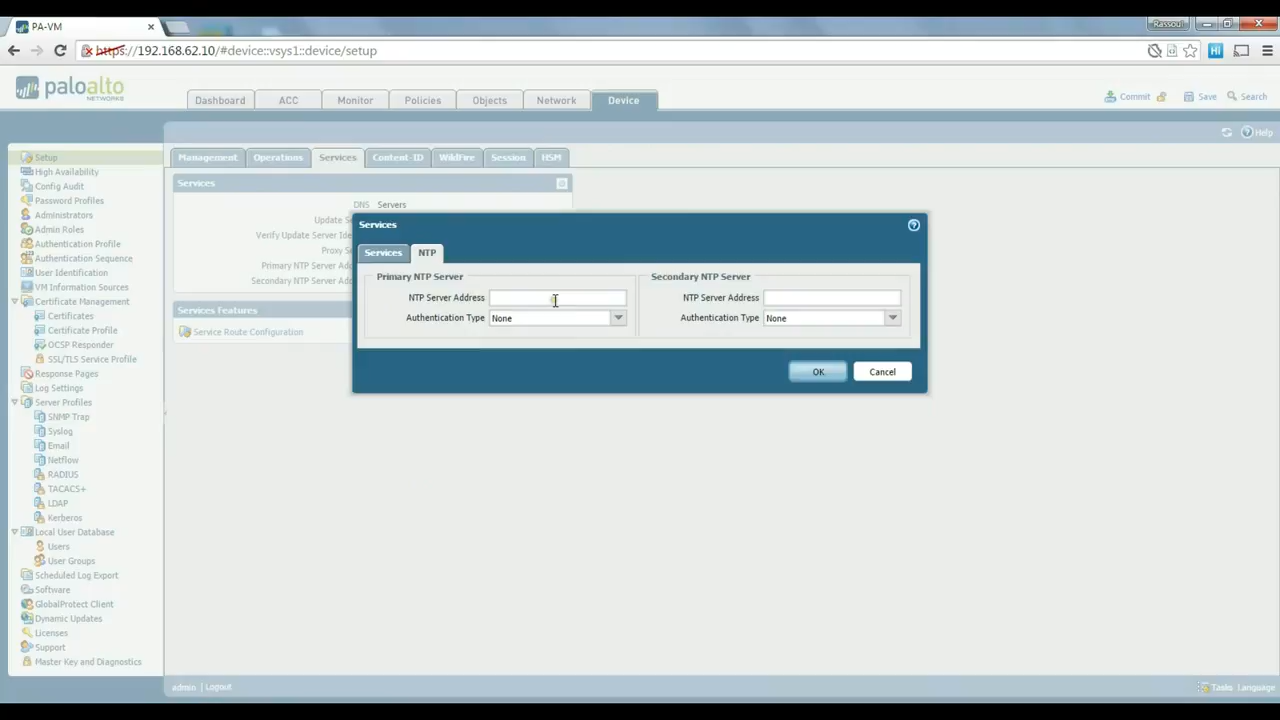 PA-VM
Rassoul
https://192.168.62.10/#device::vsys1::device/setup
paloalto
NETWORKS
Dashboard
ACC
Monitor
Policies
Objects
Network
Device
Commit
Save
Search
Help
Setup
High Availability
Config Audit
Password Profiles
Administrators
Admin Roles
Authentication Profile
Authentication Sequence
User Identification
VM Information Sources
Certificate Management
Certificates
Certificate Profile
OCSP Responder
SSL/TLS Service Profile
Response Pages
Log Settings
Server Profiles
SNMP Trap
Syslog
Email
Netflow
RADIUS
TACACS+
LDAP
Kerberos
Local User Database
Users
User Groups
Scheduled Log Export
Software
GlobalProtect Client
Dynamic Updates
Licenses
Support
Master Key and Diagnostics
Management
Operations
Services
Content-ID
WildFire
Session
HSM
Services
DNS Servers
Update Se
Verify Update Server Ide
Proxy Se
Primary NTP Server Add
Secondary NTP Server Add
Services Features
Service Route Configuration
Services
Services
NTP
Primary NTP Server
NTP Server Address
Authentication Type None
Secondary NTP Server
NTP Server Address
Authentication Type None
OK
Cancel
admin | Logout
Tasks Language